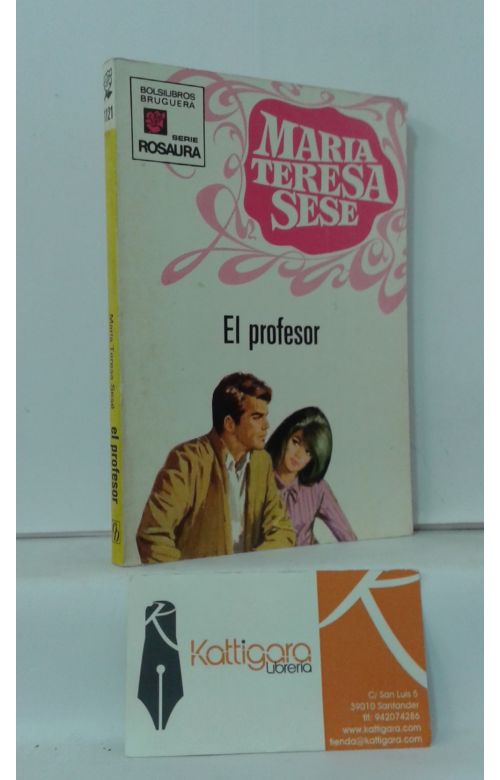 BOLSILIBROS
BRUGUERA
SERIE
ROSAURA
MARIA
TERESA
SESE
El profesor
1121
Maria Teresa Sesé
el profesor
Kattigara
Librería
C/ San Luis 5
39010 Santander
tlf: 942074286
www.kattigara.com
tienda@kattigara.com